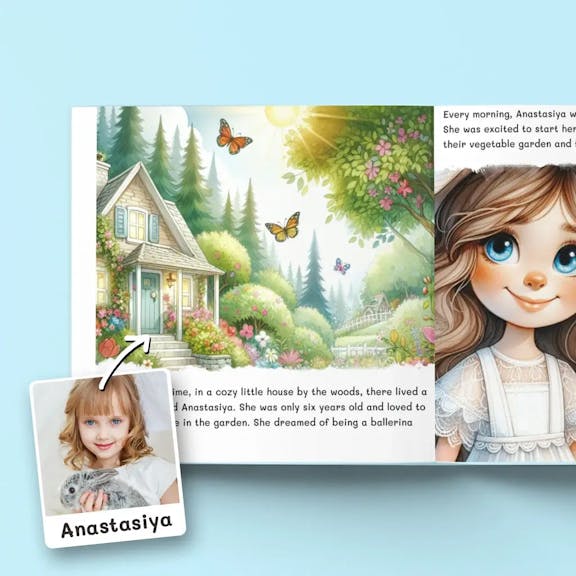 Every morning, Anastasiya
She was excited to start
their vegetable garden and
in a cozy little house by the woods, there lived a
Anastasiya. She was only six years old and loved to
in the garden. She dreamed of being a ballerina
Anastasiya